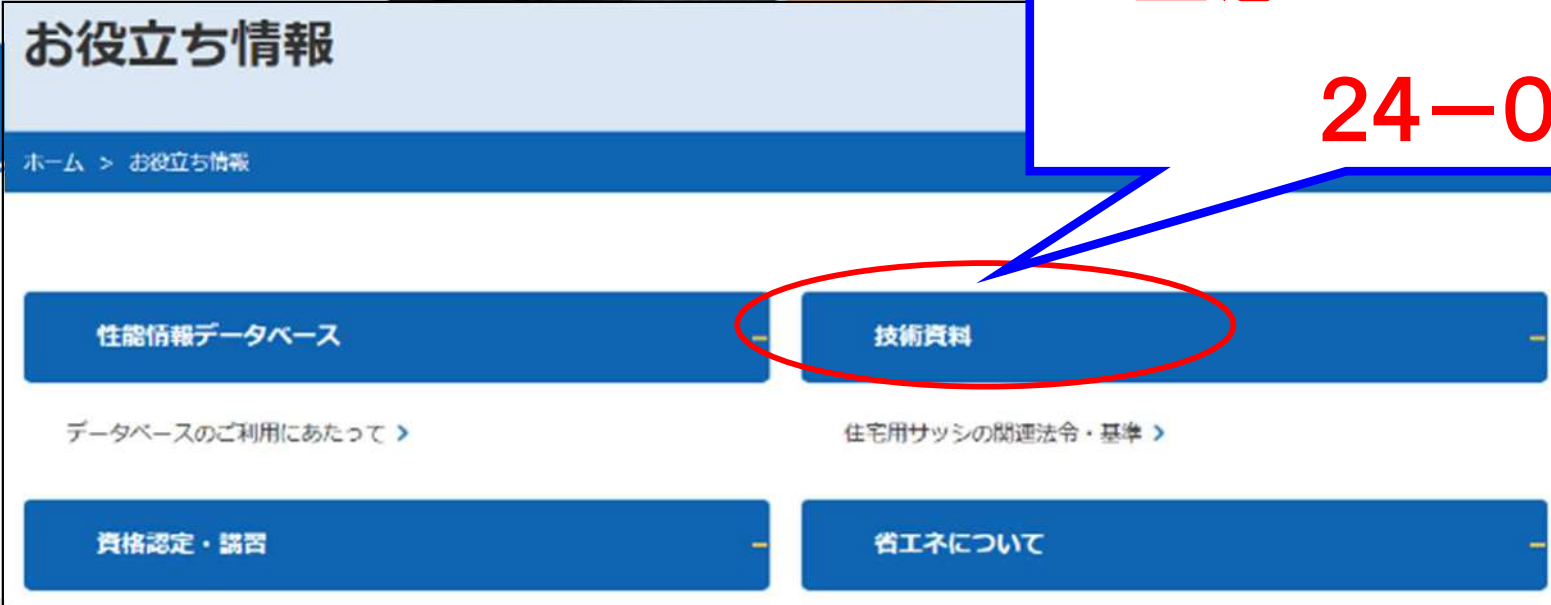 お役立ち情報
24－0
ホーム > お役立ち情報
性能情報データベース
技術資料
データベースのご利用にあたって
住宅用サッシの関連法令・基準
資格認定・講習
省エネについて